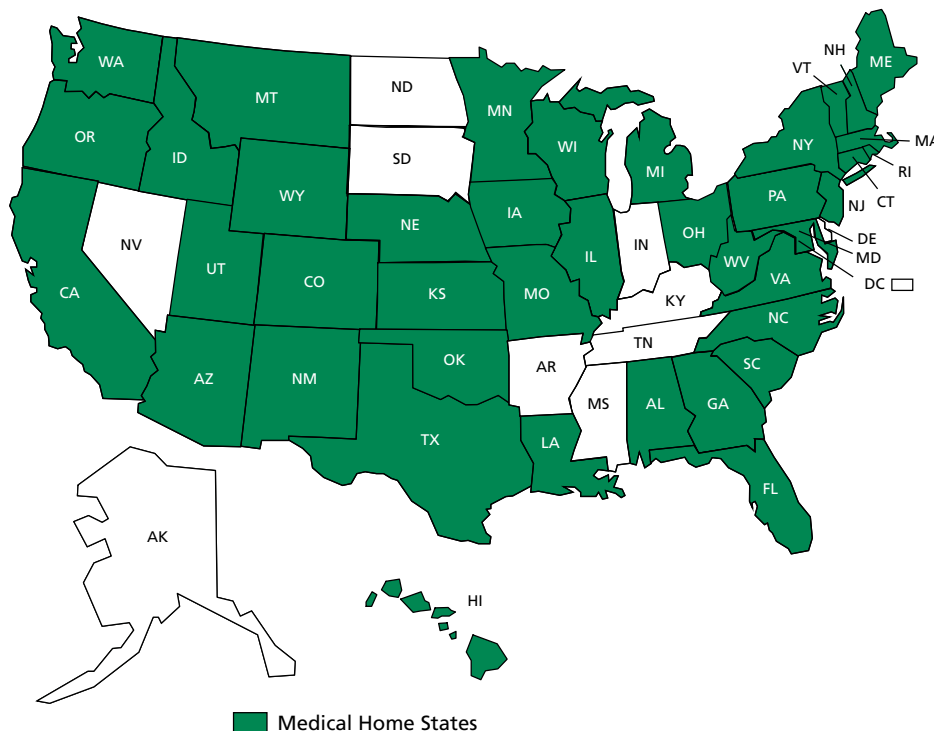 WA
MT
ND
MN
VT
NH
ME
OR
ID
SD
WI
MI
NY
MA
RI
CT
NJ
WY
NE
IA
PA
OH
IL
IN
DE
MD
DC
NV
UT
CO
CA
KS
MO
WV
VA
KY
NC
TN
AZ
NM
OK
AR
SC
MS
AL
GA
TX
LA
FL
AK
HI
Medical Home States